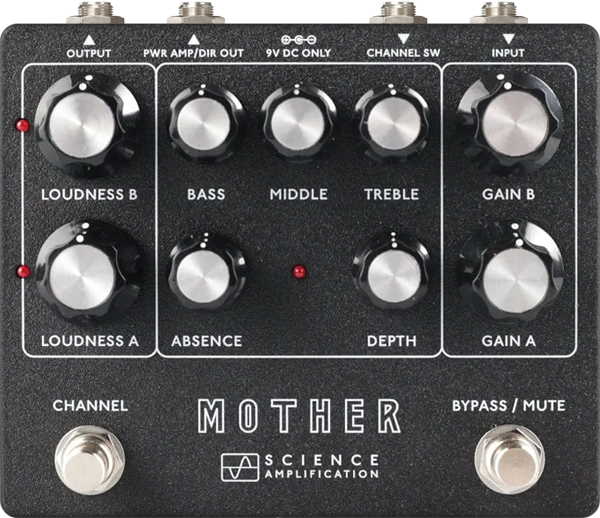 OUTPUT
PWR AMP/DIR OUT
9V DC ONLY
CHANNEL SW
INPUT
LOUDNESS B
BASS
MIDDLE
TREBLE
GAIN B
LOUDNESS A
ABSENCE
DEPTH
GAIN A
CHANNEL
MOTHER
BYPASS / MUTE
SCIENCE
AMPLIFICATION